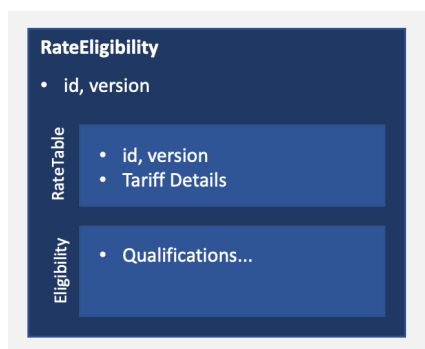 RateEligibility
• id, version
RateTable
• id, version
• Tariff Details
Eligibility
• Qualifications...